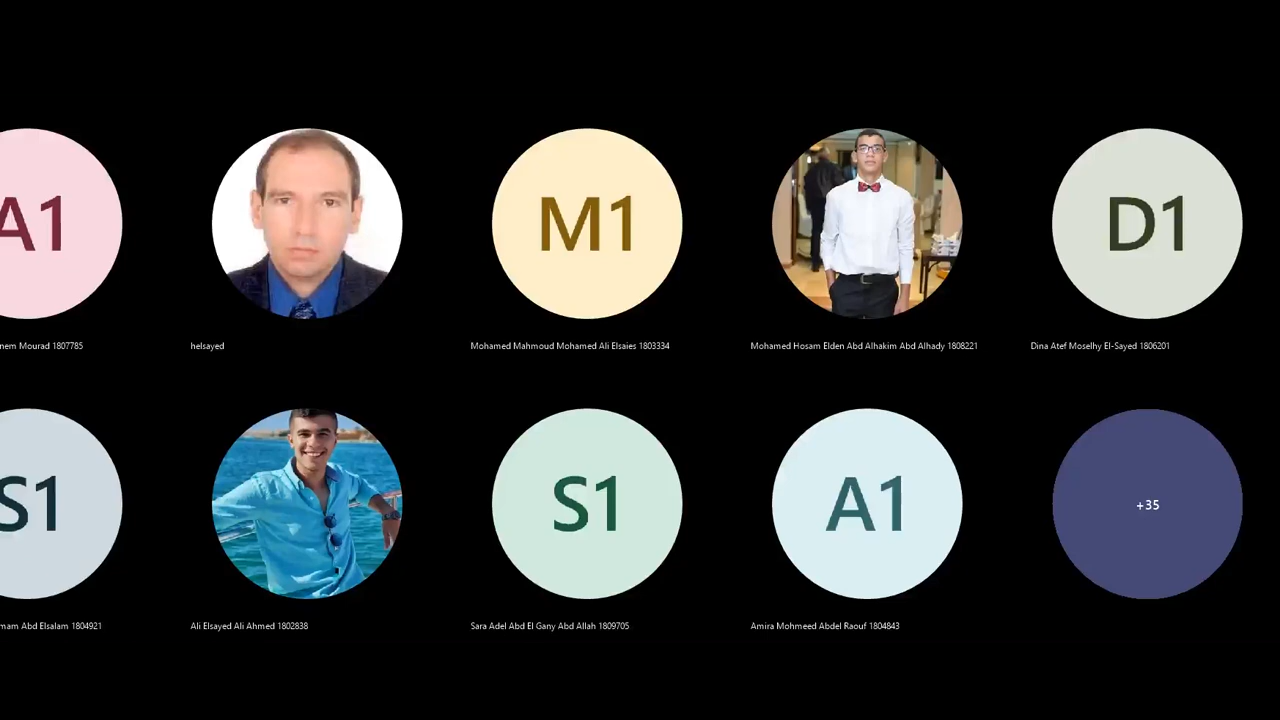 A1
M1
D1
nem Mourad 1807785
helsayed
Mohamed Mahmoud Mohamed Ali Elsaies 1803334
Mohamed Hosam Elden Abd Alhakim Abd Alhady 1808221
Dina Atef Moselhy El-Sayed 1806201
S1
S1
A1
+35
mam Abd Elsalam 1804921
Ali Elsayed Ali Ahmed 1802838
Sara Adel Abd El Gany Abd Allah 1809705
Amira Mohmeed Abdel Raouf 1804843